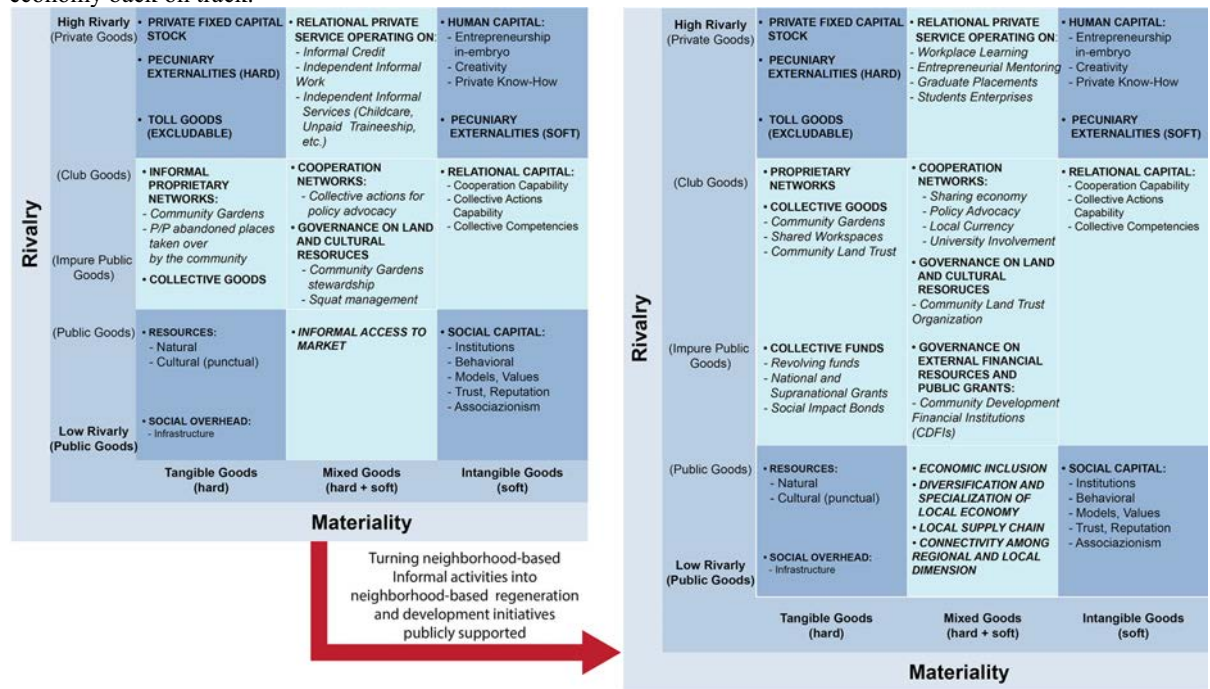 economy back on track.
High Rivarly
(Private Goods)
• PRIVATE FIXED CAPITAL
STOCK
• PECUNIARY
EXTERNALITIES (HARD)
• TOLL GOODS
(EXCLUDABLE)
• RELATIONAL PRIVATE
SERVICE OPERATING ON:
- Informal Credit
- Independent Informal
Work
- Independent Informal
Services (Childcare,
Unpaid Traineeship,
etc.)
• HUMAN CAPITAL:
- Entrepreneurship
in-embryo
- Creativity
- Private Know-How
• PECUNIARY
EXTERNALITIES (SOFT)
(Club Goods)
(Impure Public
Goods)
• INFORMAL
PROPRIETARY
NETWORKS:
- Community Gardens
- P/P abandoned places
taken over
by the community
• COLLECTIVE GOODS
• COOPERATION
NETWORKS:
- Collective actions for
policy advocacy
• GOVERNANCE ON LAND
AND CULTURAL
RESORUCES
- Community Gardens
stewardship
- Squat management
• RELATIONAL CAPITAL:
- Cooperation Capability
- Collective Actions
Capability
- Collective Competencies
(Public Goods)
Low Rivarly
(Public Goods)
• RESOURCES:
- Natural
- Cultural (punctual)
• SOCIAL OVERHEAD:
- Infrastructure
• INFORMAL ACCESS TO
MARKET
• SOCIAL CAPITAL:
- Institutions
- Behavioral
- Models, Values
- Trust, Reputation
- Associazionism
Rivalry
Tangible Goods
(hard)
Mixed Goods
(hard + soft)
Intangible Goods
(soft)
Materiality
Turning neighborhood-based
Informal activities into
neighborhood-based regeneration
and development initiatives
publicly supported
High Rivarly
(Private Goods)
• PRIVATE FIXED CAPITAL
STOCK
• PECUNIARY
EXTERNALITIES (HARD)
• TOLL GOODS
(EXCLUDABLE)
• RELATIONAL PRIVATE
SERVICE OPERATING ON:
- Workplace Learning
- Entrepreneurial Mentoring
- Graduate Placements
- Students Enterprises
• HUMAN CAPITAL:
- Entrepreneurship
in-embryo
- Creativity
- Private Know-How
• PECUNIARY
EXTERNALITIES (SOFT)
(Club Goods)
• PROPRIETARY
NETWORKS
• COLLECTIVE GOODS
- Community Gardens
- Shared Workspaces
- Community Land Trust
• COOPERATION
NETWORKS:
- Sharing economy
- Policy Advocacy
- Local Currency
- University Involvement
• GOVERNANCE ON LAND
AND CULTURAL
RESORUCES
- Community Land Trust
Organization
• RELATIONAL CAPITAL:
- Cooperation Capability
- Collective Actions
Capability
- Collective Competencies
(Impure Public
Goods)
• COLLECTIVE FUNDS
- Revolving funds
- National and
Supranational Grants
- Social Impact Bonds
• GOVERNANCE ON
EXTERNAL FINANCIAL
RESOURCES AND
PUBLIC GRANTS:
- Community Development
Financial Institutions
(CDFIs)
(Public Goods)
Low Rivarly
(Public Goods)
• RESOURCES:
- Natural
- Cultural (punctual)
• SOCIAL OVERHEAD:
- Infrastructure
• ECONOMIC INCLUSION
• DIVERSIFICATION AND
SPECIALIZATION OF
LOCAL ECONOMY
• LOCAL SUPPLY CHAIN
• CONNECTIVITY AMONG
REGIONAL AND LOCAL
DIMENSION
• SOCIAL CAPITAL:
- Institutions
- Behavioral
- Models, Values
- Trust, Reputation
- Associazionism
Rivalry
Tangible Goods
(hard)
Mixed Goods
(hard + soft)
Intangible Goods
(soft)
Materiality